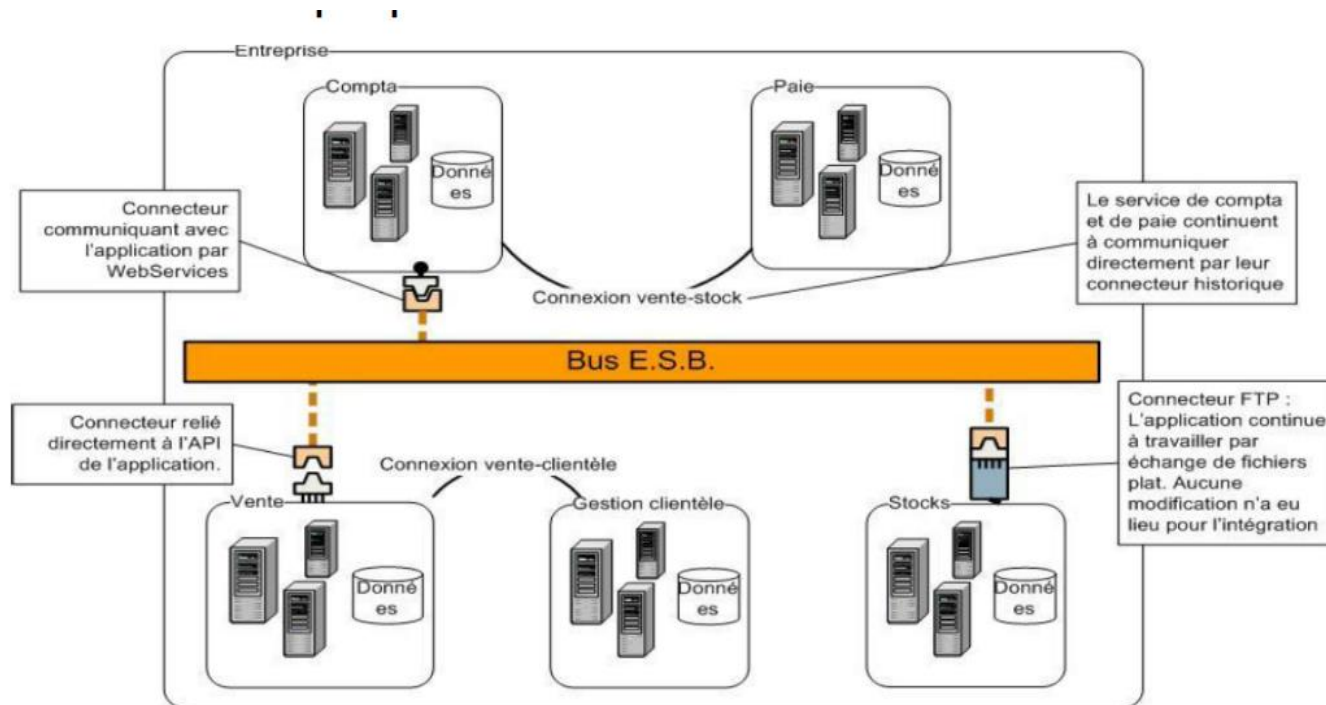 Entreprise
Compta
Paie
Donné
es
Donné
es
Connecteur
communiquant avec
l'application par
WebServices
Le service de compta
et de paie continuent
à communiquer
directement par leur
connecteur historique
Connexion vente-stock
Bus E.S.B.
Connecteur relié
directement à l'API
de l'application.
Connexion vente-clientèle
Connecteur FTP :
L'application continue
à travailler par
échange de fichiers
plat. Aucune
modification n'a eu
lieu pour l'intégration
Vente
Gestion clientèle
Stocks
Donné
es
Donné
es
Donné
es